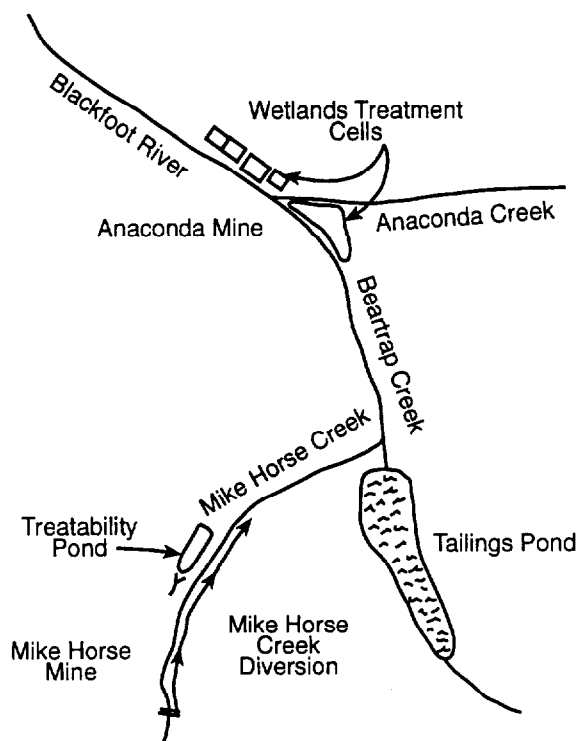 Blackfoot River
Wetlands Treatment
Cells
Anaconda Mine
Anaconda Creek
Beartrap Creek
Mike Horse Creek
Treatability
Pond
Tailings Pond
Mike Horse
Mine
Mike Horse
Creek
Diversion